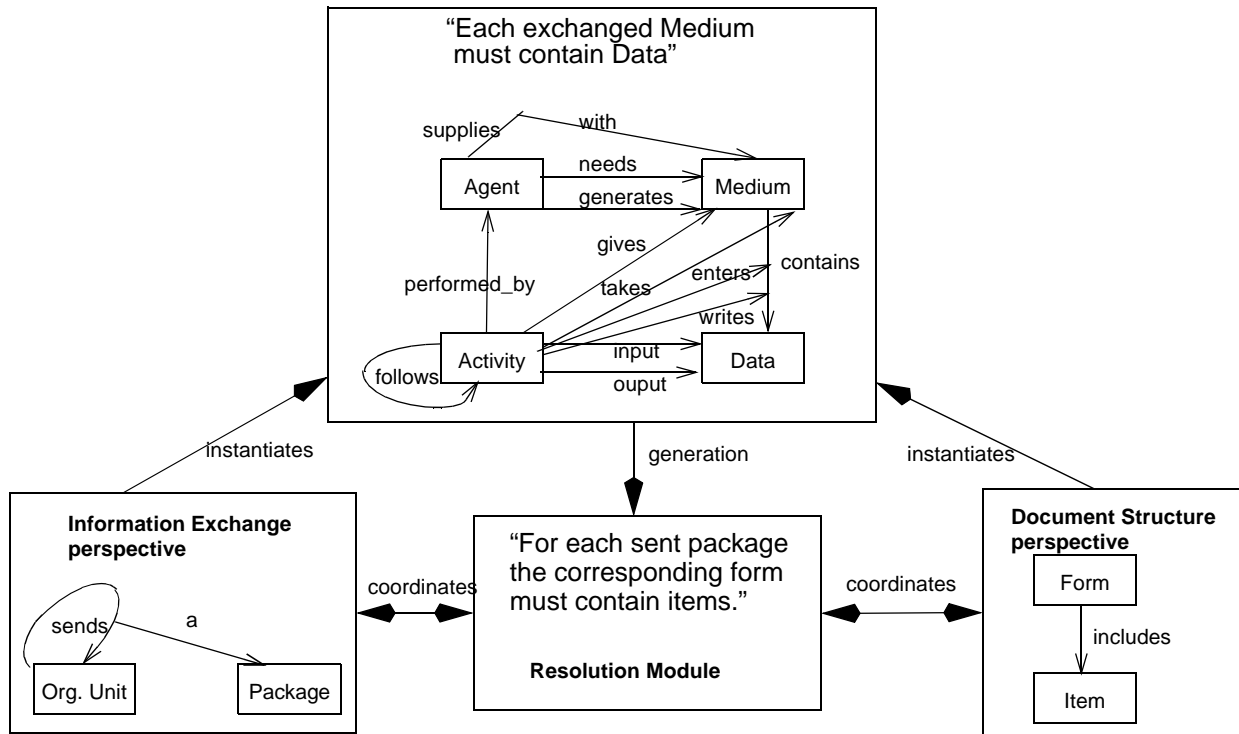 “Each exchanged Medium
must contain Data”
supplies
with
needs
Agent
Medium
generates
gives
contains
enters
performed_by
takes
writes
Activity
input
Data
follows
ouput
instantiates
generation
instantiates
Information Exchange
perspective
sends
a
Org. Unit
Package
coordinates
“For each sent package
the corresponding form
must contain items.”
Resolution Module
coordinates
Document Structure
perspective
Form
includes
Item